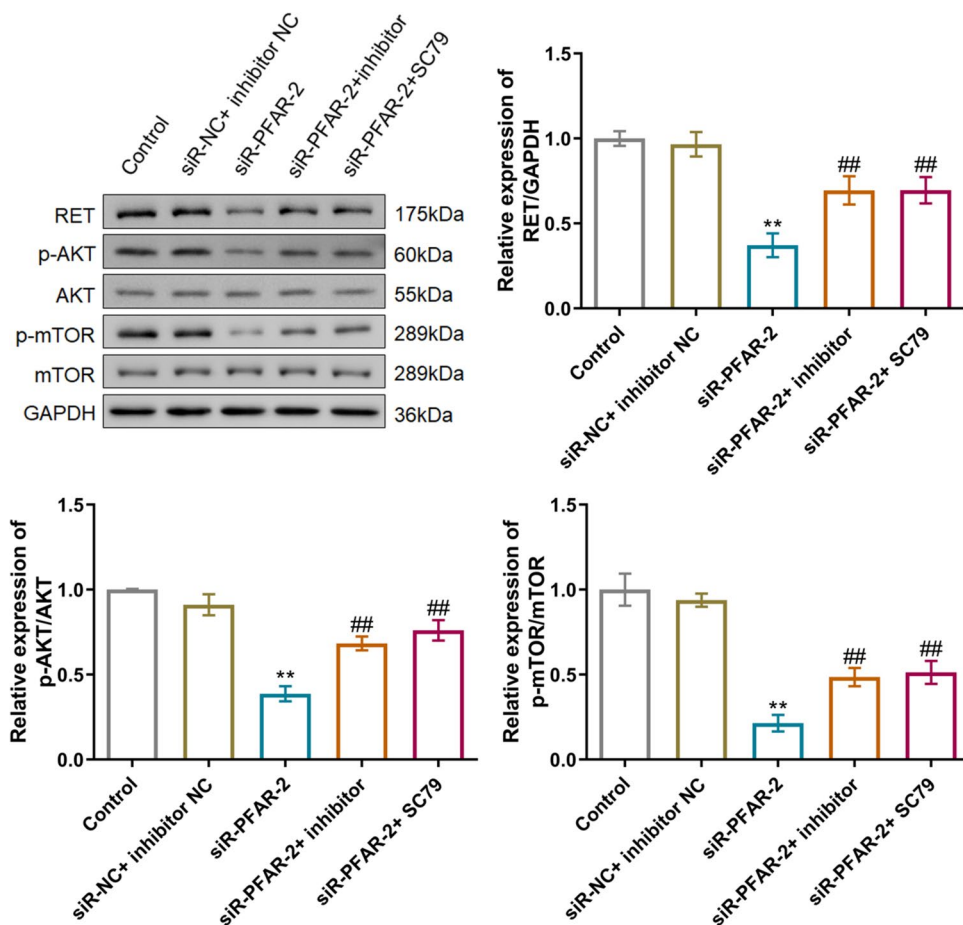 Control
siR-NC+ inhibitor NC
siR-PFAR-2
siR-PFAR-2+inhibitor
siR-PFAR-2+SC79
RET 175kDa
p-AKT 60kDa
AKT 55kDa
p-mTOR 289kDa
mTOR 289kDa
GAPDH 36kDa
Relative expression of
RET/GAPDH
1.5
1.0
0.5
0.0
**
##
##
Control
siR-NC+ inhibitor NC
siR-PFAR-2
siR-PFAR-2+ inhibitor
siR-PFAR-2+ SC79
Relative expression of
p-AKT/AKT
1.5
1.0
0.5
0.0
**
##
##
Control
siR-NC+ inhibitor NC
siR-PFAR-2
siR-PFAR-2+ inhibitor
siR-PFAR-2+ SC79
Relative expression of
p-mTOR/mTOR
1.5
1.0
0.5
0.0
**
##
##
Control
siR-NC+ inhibitor NC
siR-PFAR-2
siR-PFAR-2+ inhibitor
siR-PFAR-2+ SC79